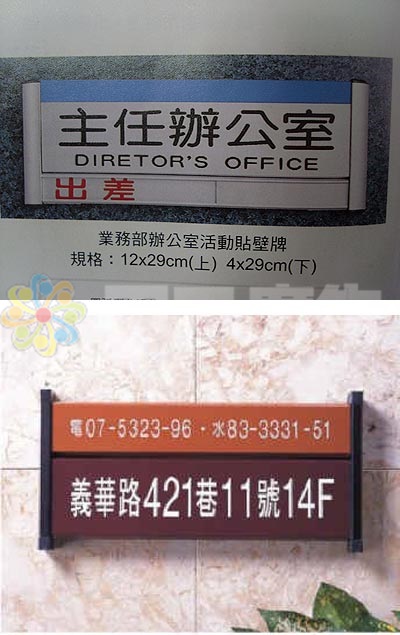 主任辦公室
DIRETOR'S OFFICE
出差
業務部辦公室活動貼壁牌
規格：12x29cm(上) 4x29cm(下)
廣告
電07-5323-96・水83-3331-51
義華路421巷11號14F